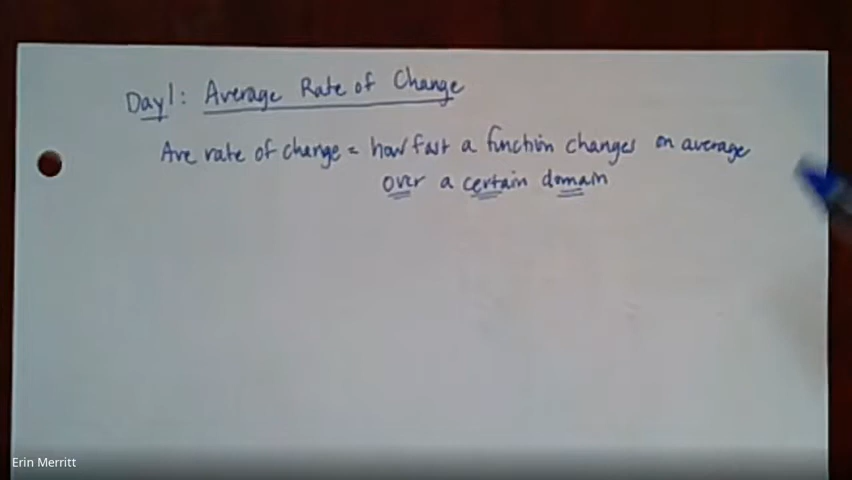 Day 1: Average Rate of Change
Ave rate of change = how fast a function changes on average
over a certain domain
Erin Merritt